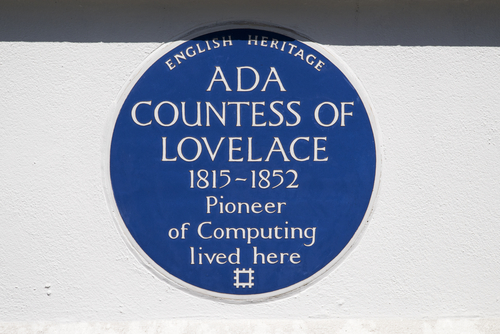 ENGLISH HERITAGE
ADA
COUNTESS OF
LOVELACE
1815~1852
Pioneer
of Computing
lived here